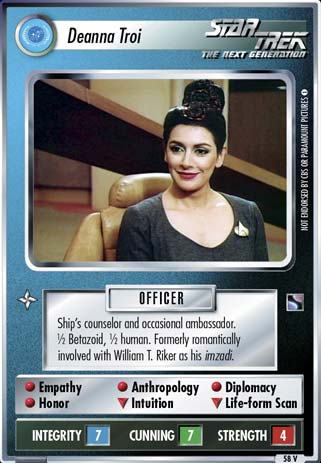 Deanna Troi
STAR TREK
THE NEXT GENERATION
NOT ENDORSED BY CBS OR PARAMOUNT PICTURES
OFFICER
Ship's counselor and occasional ambassador.
½ Betazoid, ½ human. Formerly romantically
involved with William T. Riker as his imzadi.
Empathy Anthropology Diplomacy
Honor Intuition Life-form Scan
INTEGRITY 7 CUNNING 7 STRENGTH 4
58 V